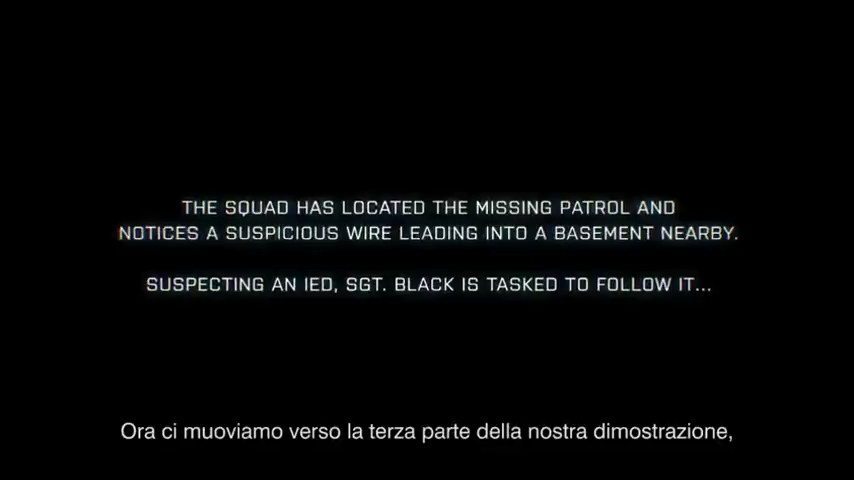 THE SQUAD HAS LOCATED THE MISSING PATROL AND
NOTICES A SUSPICIOUS WIRE LEADING INTO A BASEMENT NEARBY.
SUSPECTING AN IED, SGT. BLACK IS TASKED TO FOLLOW IT...
Ora ci muoviamo verso la terza parte della nostra dimostrazione,